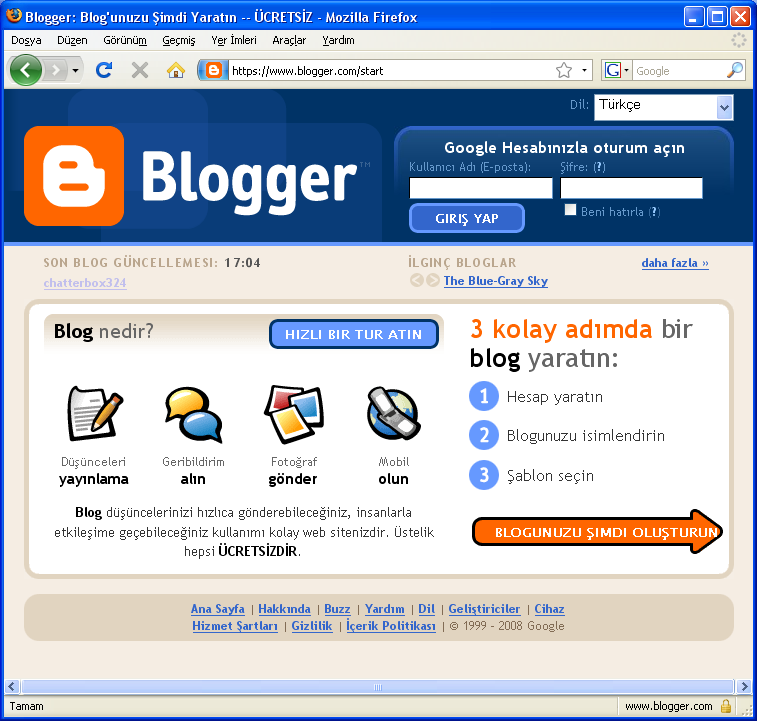 Blogger: Blog'unuzu Şimdi Yaratın -- ÜCRETSİZ - Mozilla Firefox
Dosya Düzen Görünüm Geçmiş Yer İmleri Araçlar Yardım
https://www.blogger.com/start
Google
Dil: Türkçe
Blogger™
Google Hesabınızla oturum açın
Kullanıcı Adı (E-posta): Şifre: (?)
GIRIŞ YAP
Beni hatırla (?)
SON BLOG GÜNCELLEMESI: 17:04
chatterbox324
İLGINÇ BLOGLAR
daha fazla »
The Blue-Gray Sky
Blog nedir?
HIZLI BIR TUR ATIN
Düşünceleri yayınlama
Geribildirim alın
Fotoğraf gönder
Mobil olun
Blog düşüncelerinizi hızlıca gönderebileceğiniz, insanlarla
etkileşime geçebileceğiniz kullanımı kolay web sitenizdir. Üstelik
hepsi ÜCRETSİZDİR.
3 kolay adımda bir
blog yaratın:
1 Hesap yaratın
2 Blogunuzu isimlendirin
3 Şablon seçin
BLOGUNUZU ŞIMDI OLUŞTURUN
Ana Sayfa | Hakkında | Buzz | Yardım | Dil | Geliştiriciler | Cihaz
Hizmet Şartları | Gizlilik | İçerik Politikası | © 1999 - 2008 Google
Tamam
www.blogger.com